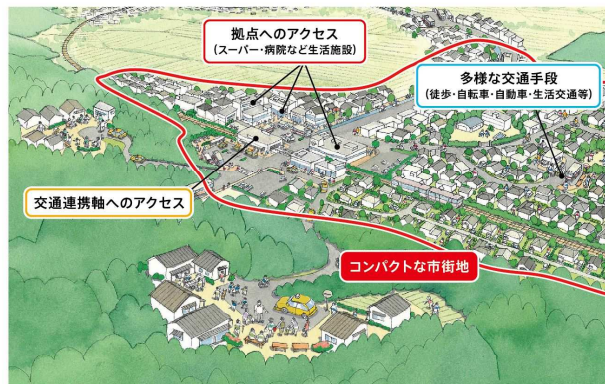 拠点へのアクセス
(スーパー・病院など生活施設)
多様な交通手段
(徒歩・自転車・自動車・生活交通等)
交通連携軸へのアクセス
コンパクトな市街地